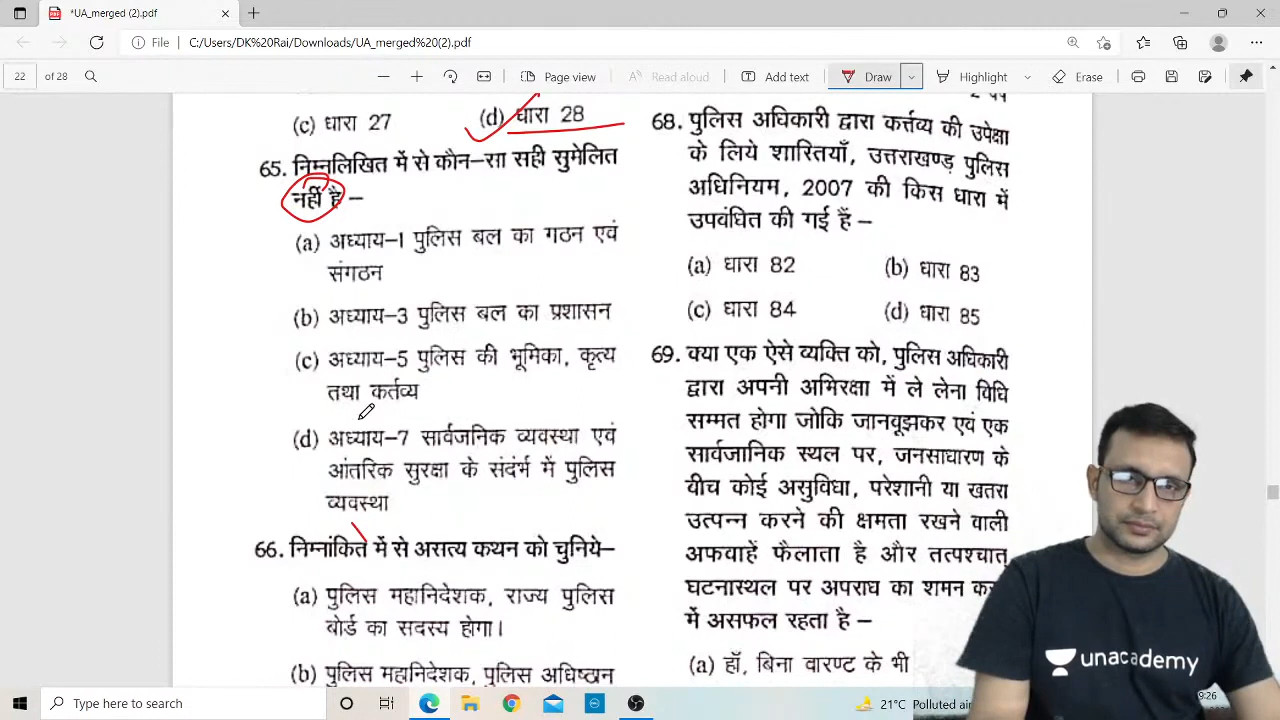 *UA_merged (2).pdf
File
C:/Users/DK%20Rai/Downloads/UA_merged%20(2).pdf
22 of 28
Page view
Read aloud
Add text
Draw
Highlight
Erase
(c) धारा 27 (d) धारा 28
65. निम्नलिखित में से कौन-सा सही सुमेलित
नहीं है –
(a) अध्याय-1 पुलिस बल का गठन एवं
संगठन
(b) अध्याय-3 पुलिस बल का प्रशासन
(c) अध्याय-5 पुलिस की भूमिका, कृत्य
तथा कर्तव्य
(d) अध्याय-7 सार्वजनिक व्यवस्था एवं
आंतरिक सुरक्षा के संदर्भ में पुलिस
व्यवस्था
66. निम्नांकित में से असत्य कथन को चुनिये–
(a) पुलिस महानिदेशक, राज्य पुलिस
बोर्ड का सदस्य होगा।
(b) पुलिस महानिदेशक, पुलिस अधिष्ठान
68. पुलिस अधिकारी द्वारा कर्त्तव्य की उपेक्षा
के लिये शास्तियाँ, उत्तराखण्ड़ पुलिस
अधिनियम, 2007 की किस धारा में
उपबंधित की गई हैं –
(a) धारा 82 (b) धारा 83
(c) धारा 84 (d) धारा 85
69. क्या एक ऐसे व्यक्ति को, पुलिस अधिकारी
द्वारा अपनी अभिरक्षा में ले लेना विधि
सम्मत होगा जोकि जानबूझकर एवं एक
सार्वजानिक स्थल पर, जनसाधारण के
बीच कोई असुविधा, परेशानी या खतरा
उत्पन्न करने की क्षमता रखने वाली
अफवाहें फैलाता है और तत्पश्चात्
घटनास्थल पर अपराध का शमन
में असफल रहता है –
(a) हाँ, बिना वारण्ट के भी
unacademy
Type here to search
21°C Polluted air